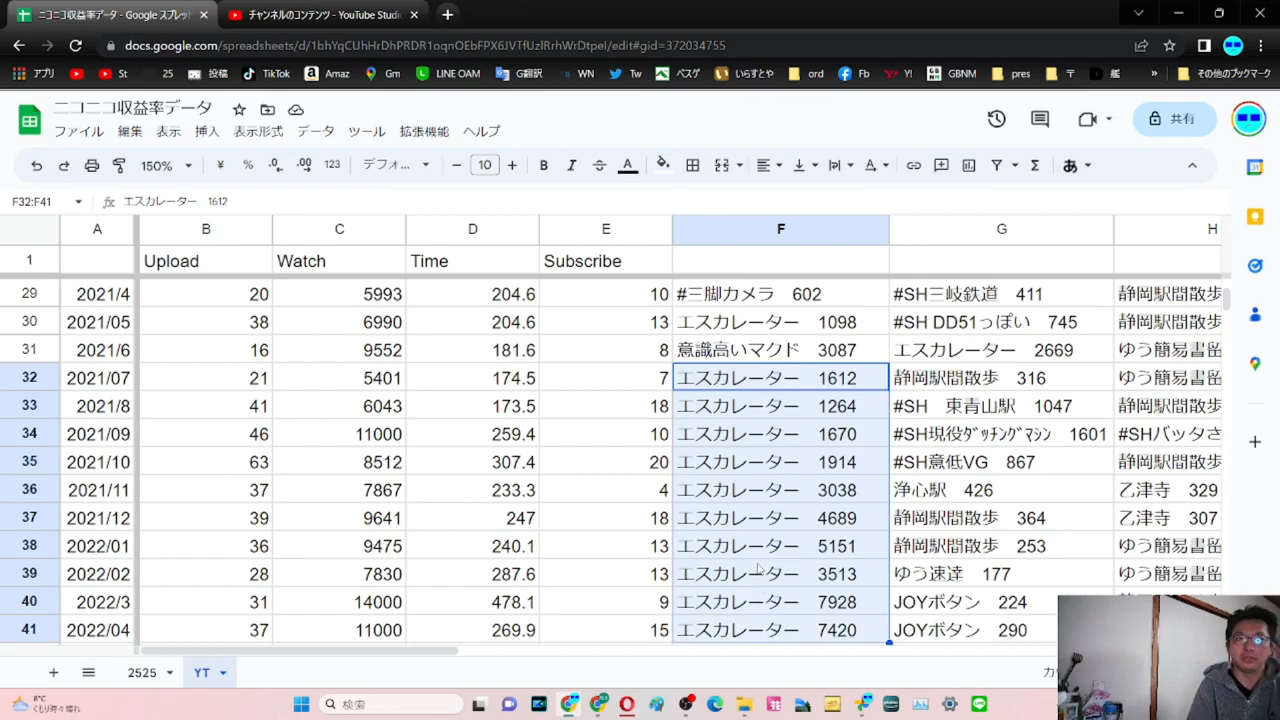 ニコニコ収益率データ - Google スプレッ
チャンネルのコンテンツ - YouTube Studi
docs.google.com/spreadsheets/d/1bhYqCUhHrDhPRDR1oqnOEbFPX6JVTfUzlRrhWrDtpeI/edit#gid=372034755
アプリ St 25 投稿 TikTok Amaz Gm LINE OAM G翻訳 WN Tw ペスゲ いらすとや ord Fb Y! GBNM pres 〒 艦 » その他のブックマーク
ニコニコ収益率データ
ファイル 編集 表示 挿入 表示形式 データ ツール 拡張機能 ヘルプ
共有
150% ¥ % .0 .00 123 デフォ... − 10 + B I A Σ あ
F32:F41 fx エスカレーター 1612
A B C D E F G H
1 Upload Watch Time Subscribe
29 2021/4 20 5993 204.6 10 #三脚カメラ 602 #SH三岐鉄道 411 静岡駅間散歩
30 2021/05 38 6990 204.6 13 エスカレーター 1098 #SH DD51っぽい 745 静岡駅間散歩
31 2021/6 16 9552 181.6 8 意識高いマクド 3087 エスカレーター 2669 ゆう簡易書留
32 2021/07 21 5401 174.5 7 エスカレーター 1612 静岡駅間散歩 316 ゆう簡易書留
33 2021/8 41 6043 173.5 18 エスカレーター 1264 #SH 東青山駅 1047 静岡駅間散歩
34 2021/09 46 11000 259.4 10 エスカレーター 1670 #SH現役ﾀﾞｯﾁﾝｸﾞﾏｼﾝ 1601 #SHバッタさ
35 2021/10 63 8512 307.4 20 エスカレーター 1914 #SH意低VG 867 静岡駅間散歩
36 2021/11 37 7867 233.3 4 エスカレーター 3038 浄心駅 426 乙津寺 329
37 2021/12 39 9641 247 18 エスカレーター 4689 静岡駅間散歩 364 乙津寺 307
38 2022/01 36 9475 240.1 13 エスカレーター 5151 静岡駅間散歩 253 ゆう簡易書留
39 2022/02 28 7830 287.6 13 エスカレーター 3513 ゆう速達 177 ゆう簡易書留
40 2022/3 31 14000 478.1 9 エスカレーター 7928 JOYボタン 224
41 2022/04 37 11000 269.9 15 エスカレーター 7420 JOYボタン 290
2525 YT
8°C
くもり時々晴れ
検索